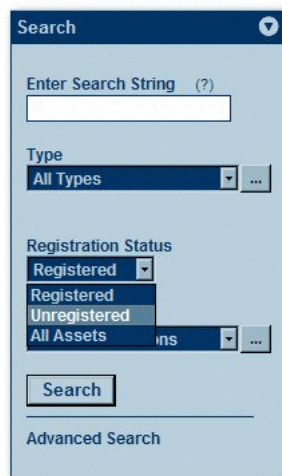 Search
Enter Search String (?)
Type
All Types
...
Registration Status
Registered
Registered
Unregistered
All Assets
...
Search
Advanced Search